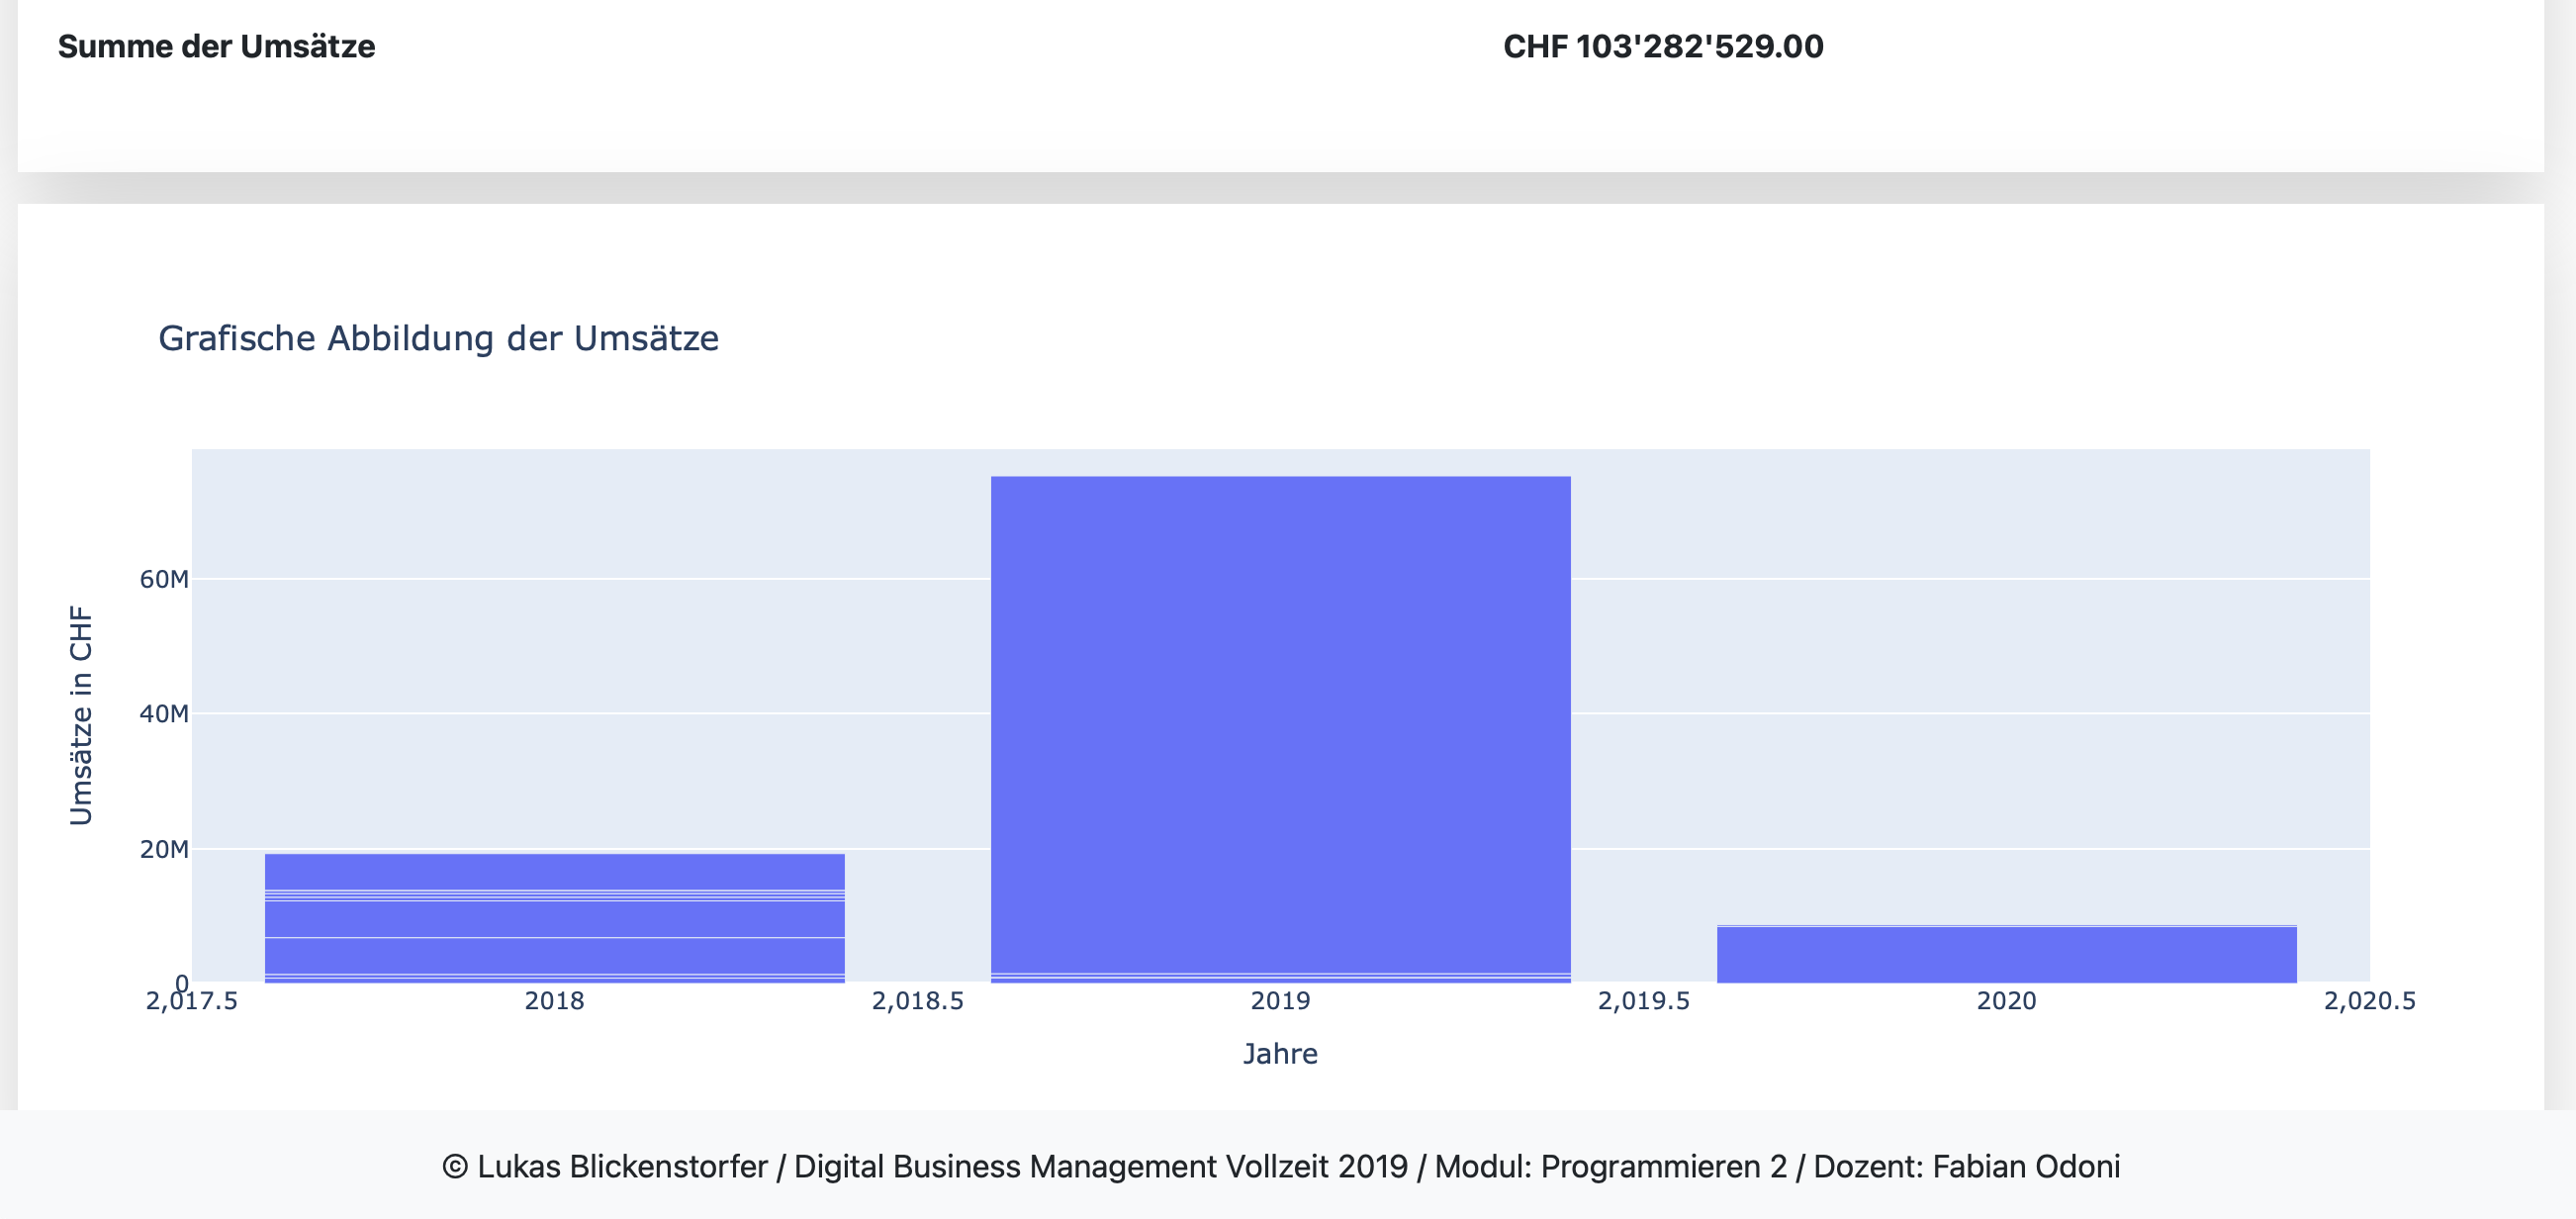 Summe der Umsätze CHF 103'282'529.00
Grafische Abbildung der Umsätze
Umsätze in CHF
60M
40M
20M
0
2,017.5 2018 2,018.5 2019 2,019.5 2020 2,020.5
Jahre
© Lukas Blickenstorfer / Digital Business Management Vollzeit 2019 / Modul: Programmieren 2 / Dozent: Fabian Odoni